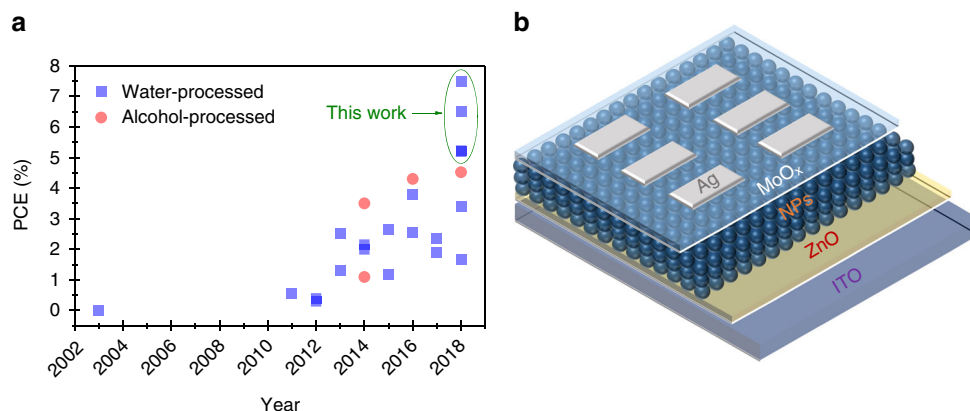 a
b
8
7
6
5
4
3
2
1
0
PCE (%)
Water-processed
Alcohol-processed
This work
2002
2004
2006
2008
2010
2012
2014
2016
2018
Year
Ag
MoOₓ
NPs
ZnO
ITO